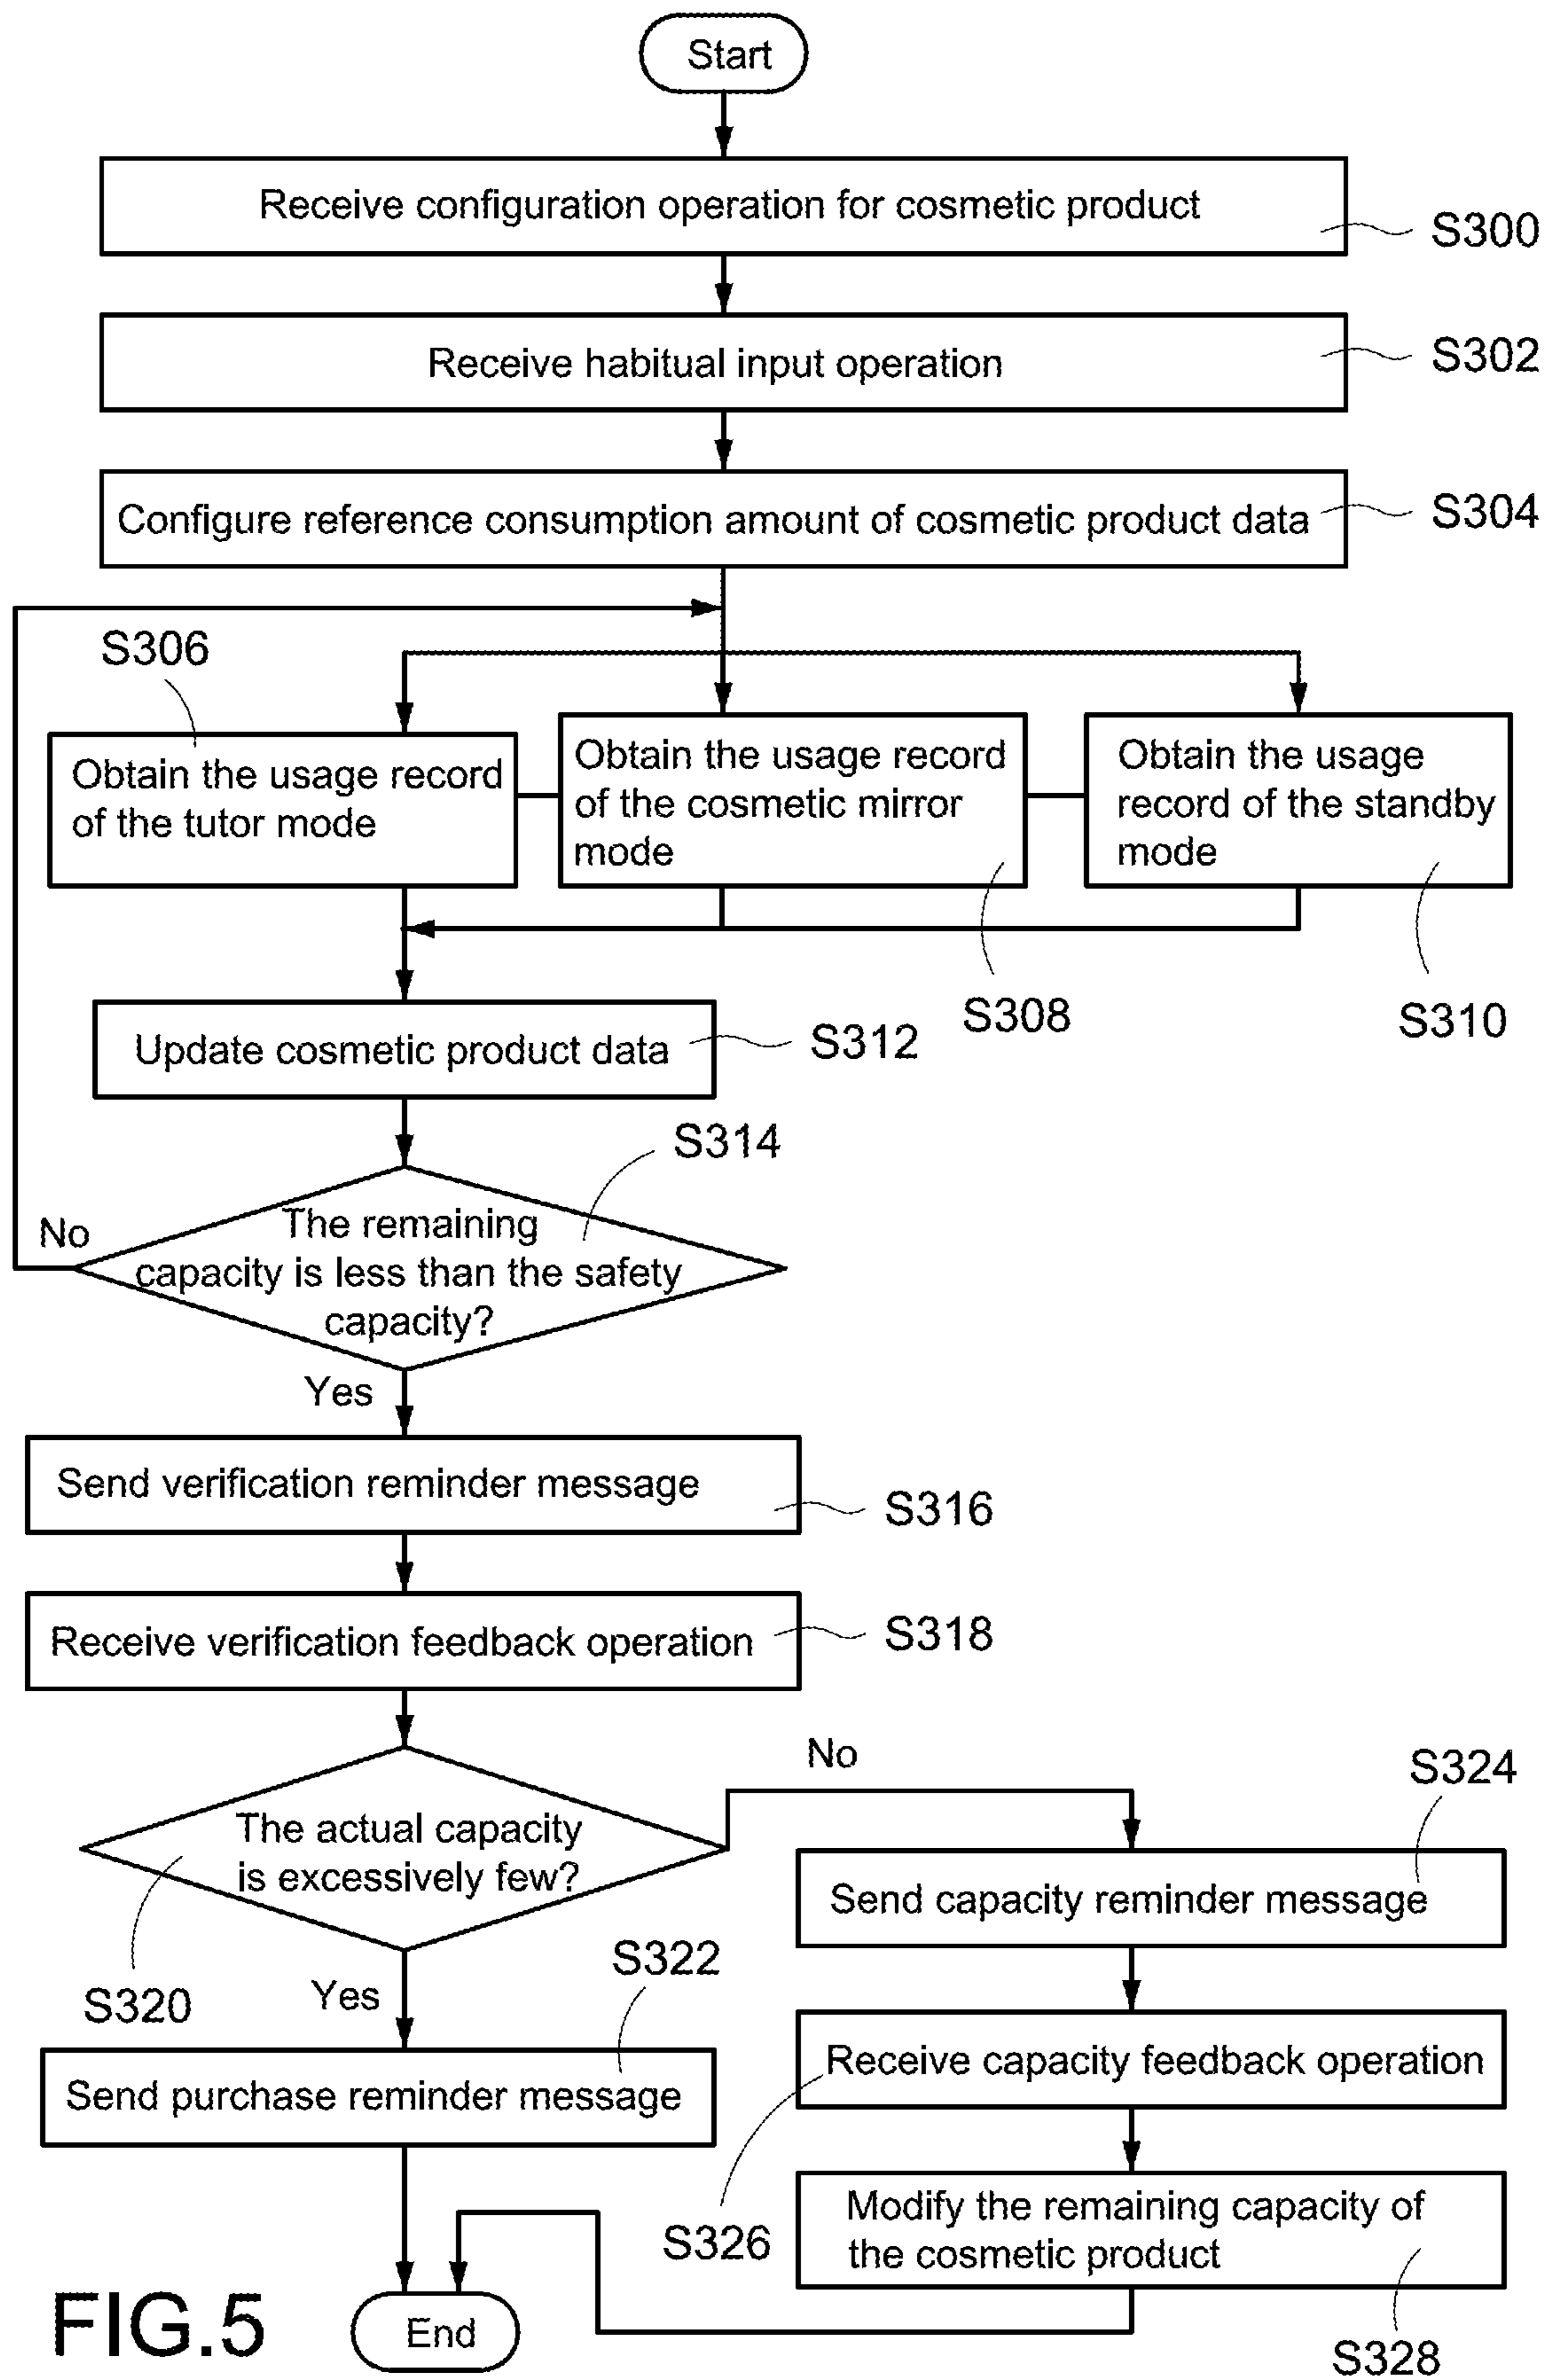 Start
Receive configuration operation for cosmetic product
S300
Receive habitual input operation
S302
Configure reference consumption amount of cosmetic product data
S304
S306
Obtain the usage record
of the tutor mode
Obtain the usage record
of the cosmetic mirror
mode
Obtain the usage
record of the standby
mode
S308
S310
Update cosmetic product data
S312
S314
No
The remaining
capacity is less than the safety
capacity?
Yes
Send verification reminder message
S316
Receive verification feedback operation
S318
No
S324
The actual capacity
is excessively few?
Send capacity reminder message
S320
Yes
S322
Send purchase reminder message
Receive capacity feedback operation
S326
Modify the remaining capacity of
the cosmetic product
S328
End
FIG.5